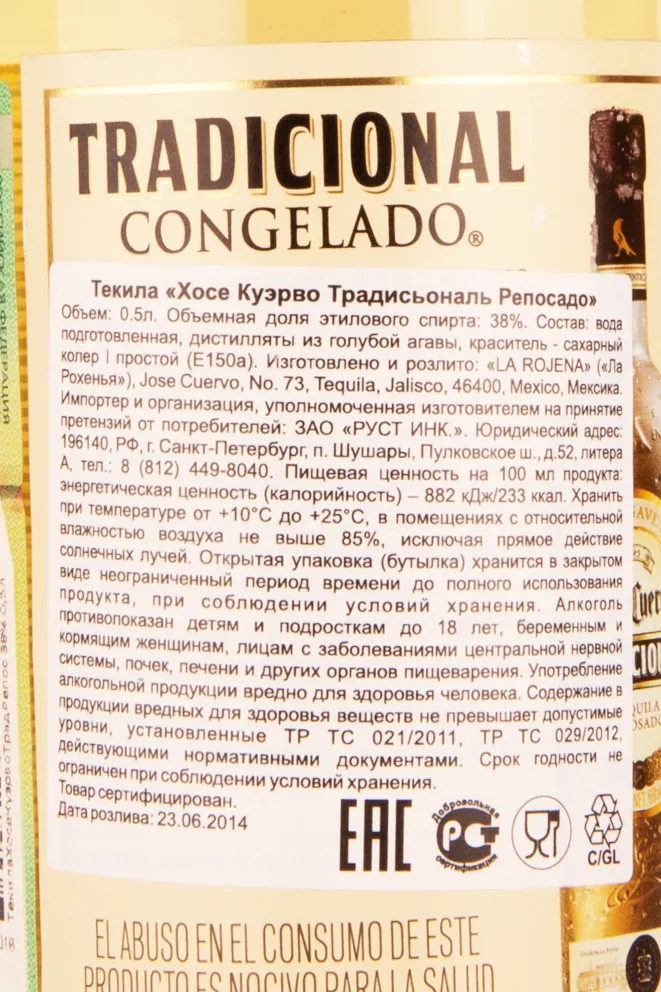 TRADICIONAL
CONGELADO®
Текила «Хосе Куэрво Традисьональ Репосадо»
Объем: 0.5л. Объемная доля этилового спирта: 38%. Состав: вода
подготовленная, дистилляты из голубой агавы, краситель - сахарный
колер I простой (Е150а). Изготовлено и розлито: «LA ROJENA» («Ла
Рохенья»), Jose Cuervo, No. 73, Tequila, Jalisco, 46400, Mexico, Мексика.
Импортер и организация, уполномоченная изготовителем на принятие
претензий от потребителей: ЗАО «РУСТ ИНК.». Юридический адрес:
196140, РФ, г. Санкт-Петербург, п. Шушары, Пулковское ш., д.52, литера
А, тел.: 8 (812) 449-8040. Пищевая ценность на 100 мл продукта:
энергетическая ценность (калорийность) – 882 кДж/233 ккал. Хранить
при температуре от +10°С до +25°С, в помещениях с относительной
влажностью воздуха не выше 85%, исключая прямое действие
солнечных лучей. Открытая упаковка (бутылка) хранится в закрытом
виде неограниченный период времени до полного использования
продукта, при соблюдении условий хранения. Алкоголь
противопоказан детям и подросткам до 18 лет, беременным и
кормящим женщинам, лицам с заболеваниями центральной нервной
системы, почек, печени и других органов пищеварения. Употребление
алкогольной продукции вредно для здоровья человека. Содержание в
продукции вредных для здоровья веществ не превышает допустимые
уровни, установленные ТР ТС 021/2011, ТР ТС 029/2012,
действующими нормативными документами. Срок годности не
ограничен при соблюдении условий хранения.
Товар сертифицирован.
Дата розлива: 23.06.2014
EAC
Добровольная
РСТ
сертификация
C/GL
EL ABUSO EN EL CONSUMO DE ESTE
PRODUCTO ES NOCIVO PARA LA SALUD